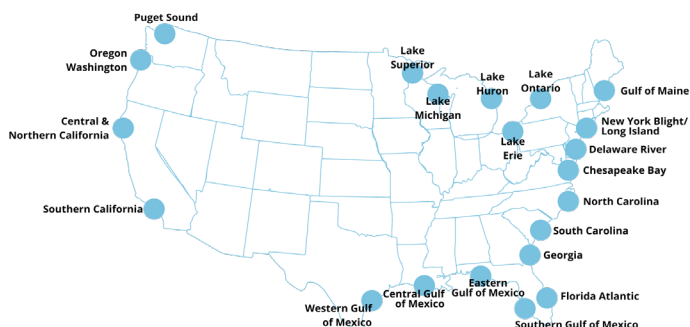 Puget Sound
Oregon
Washington
Central &
Northern California
Southern California
Lake
Superior
Lake
Michigan
Lake
Huron
Lake
Ontario
Lake
Erie
Gulf of Maine
New York Blight/
Long Island
Delaware River
Chesapeake Bay
North Carolina
South Carolina
Georgia
Florida Atlantic
Southern Gulf of Mexico
Eastern
Gulf of Mexico
Central Gulf
of Mexico
Western Gulf
of Mexico